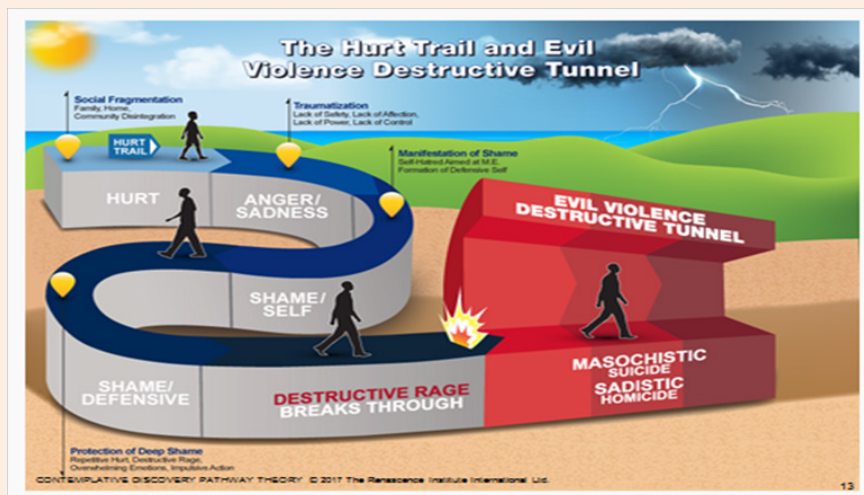 The Hurt Trail and Evil
Violence Destructive Tunnel
Social Fragmentation
Family, Home,
Community Disintegration
Traumatization
Lack of Safety, Lack of Affection,
Lack of Power, Lack of Control
HURT
TRAIL
Manifestation of Shame
Self-Hatred Aimed at M.E.
Formation of Defensive Self
HURT
ANGER/
SADNESS
EVIL VIOLENCE
DESTRUCTIVE TUNNEL
SHAME/
SELF
SHAME/
DEFENSIVE
DESTRUCTIVE RAGE
BREAKS THROUGH
MASOCHISTIC
SUICIDE
SADISTIC
HOMICIDE
Protection of Deep Shame
Repetitive Hurt, Destructive Rage,
Overwhelming Emotions, Impulsive Action
CONTEMPLATIVE DISCOVERY PATHWAY THEORY © 2017 The Renascence Institute International Ltd.
13